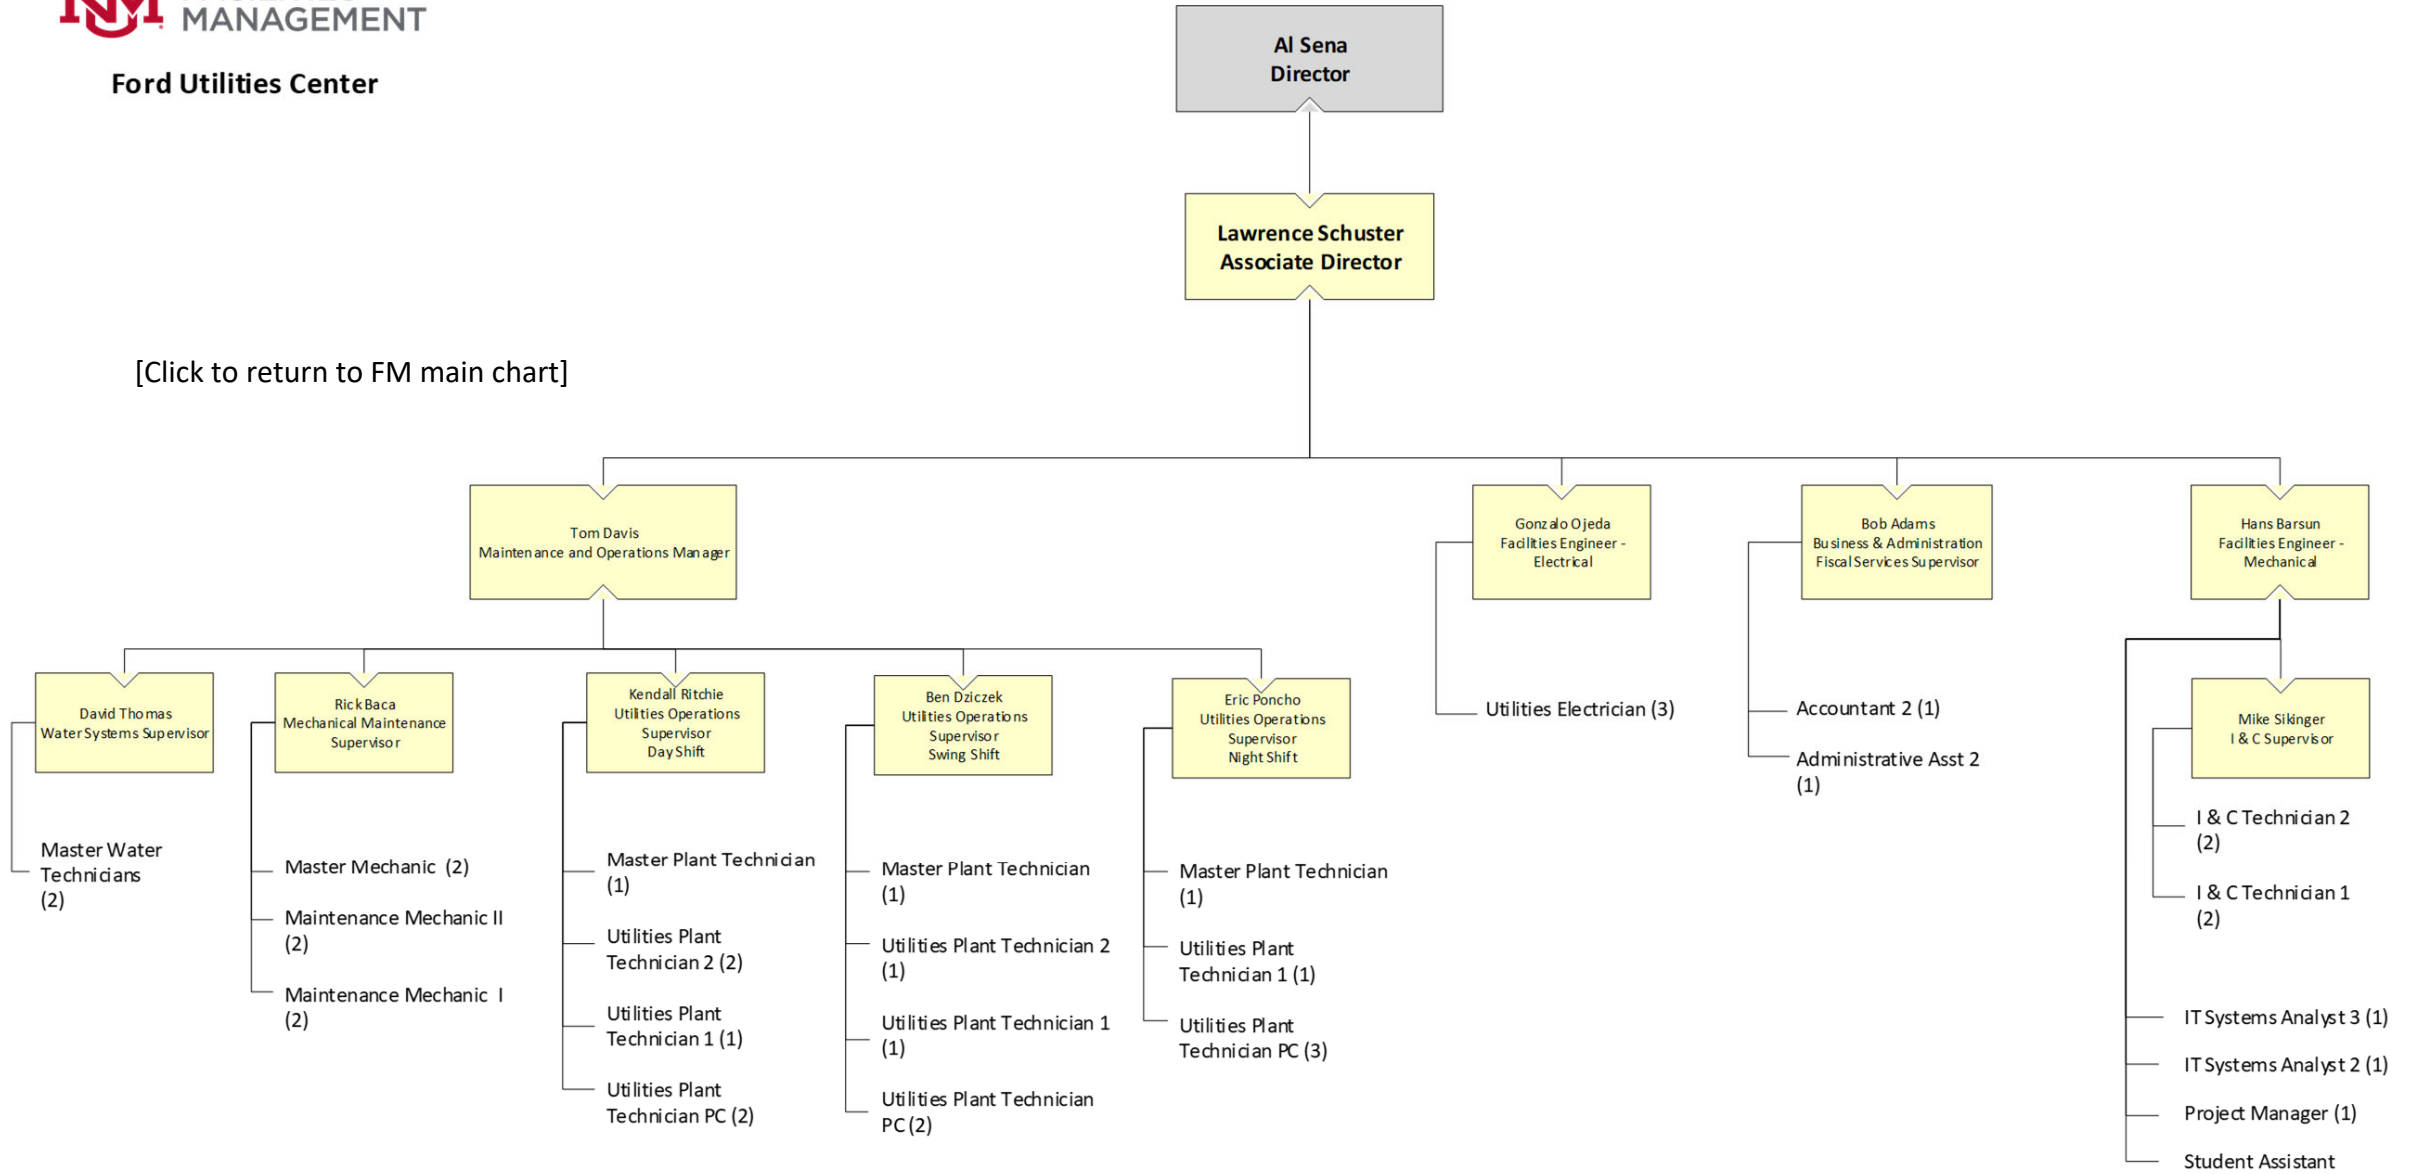 MANAGEMENT
Ford Utilities Center
Al Sena
Director
Lawrence Schuster
Associate Director
[Click to return to FM main chart]
Tom Davis
Maintenance and Operations Manager
Gonzalo Ojeda
Facilities Engineer -
Electrical
Bob Adams
Business & Administration
Fiscal Services Supervisor
Hans Barsun
Facilities Engineer -
Mechanical
David Thomas
Water Systems Supervisor
Rick Baca
Mechanical Maintenance
Supervisor
Kendall Ritchie
Utilities Operations
Supervisor
Day Shift
Ben Dziczek
Utilities Operations
Supervisor
Swing Shift
Eric Poncho
Utilities Operations
Supervisor
Night Shift
Utilities Electrician (3)
Accountant 2 (1)
Administrative Asst 2
(1)
Mike Sikinger
I & C Supervisor
Master Water
Technicians
(2)
Master Mechanic (2)
Maintenance Mechanic II
(2)
Maintenance Mechanic I
(2)
Master Plant Technician
(1)
Utilities Plant
Technician 2 (2)
Utilities Plant
Technician 1 (1)
Utilities Plant
Technician PC (2)
Master Plant Technician
(1)
Utilities Plant Technician 2
(1)
Utilities Plant Technician 1
(1)
Utilities Plant Technician
PC (2)
Master Plant Technician
(1)
Utilities Plant
Technician 1 (1)
Utilities Plant
Technician PC (3)
I & C Technician 2
(2)
I & C Technician 1
(2)
IT Systems Analyst 3 (1)
IT Systems Analyst 2 (1)
Project Manager (1)
Student Assistant